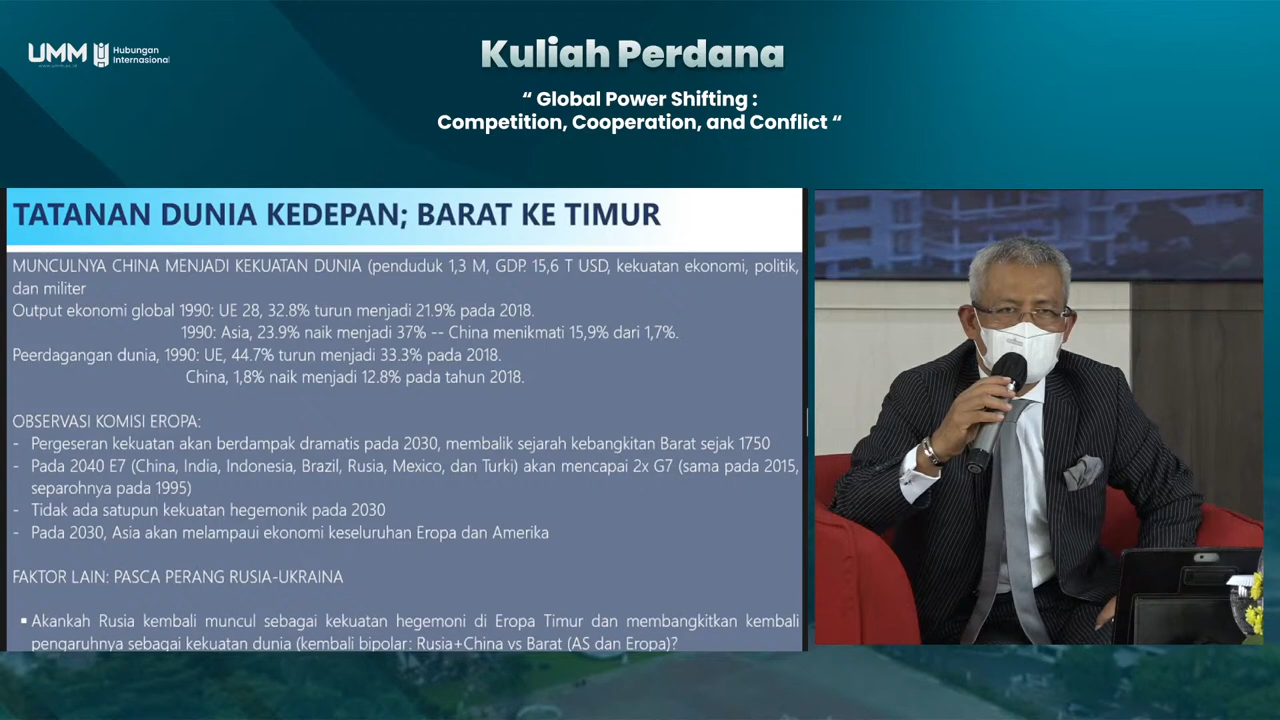 UMM
Hubungan
Internasional
Kuliah Perdana
“ Global Power Shifting :
Competition, Cooperation, and Conflict “
TATANAN DUNIA KEDEPAN; BARAT KE TIMUR
MUNCULNYA CHINA MENJADI KEKUATAN DUNIA (penduduk 1,3 M, GDP. 15,6 T USD, kekuatan ekonomi, politik,
dan militer
Output ekonomi global 1990: UE 28, 32.8% turun menjadi 21.9% pada 2018.
1990: Asia, 23.9% naik menjadi 37% -- China menikmati 15,9% dari 1,7%.
Peerdagangan dunia, 1990: UE, 44.7% turun menjadi 33.3% pada 2018.
China, 1,8% naik menjadi 12.8% pada tahun 2018.
OBSERVASI KOMISI EROPA:
- Pergeseran kekuatan akan berdampak dramatis pada 2030, membalik sejarah kebangkitan Barat sejak 1750
- Pada 2040 E7 (China, India, Indonesia, Brazil, Rusia, Mexico, dan Turki) akan mencapai 2x G7 (sama pada 2015,
separohnya pada 1995)
- Tidak ada satupun kekuatan hegemonik pada 2030
- Pada 2030, Asia akan melampaui ekonomi keseluruhan Eropa dan Amerika
FAKTOR LAIN: PASCA PERANG RUSIA-UKRAINA
▪ Akankah Rusia kembali muncul sebagai kekuatan hegemoni di Eropa Timur dan membangkitkan kembali
pengaruhnya sebagai kekuatan dunia (kembali bipolar: Rusia+China vs Barat (AS dan Eropa)?